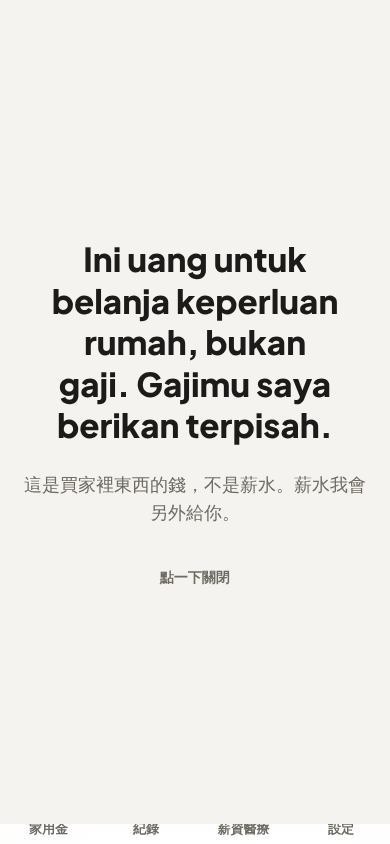 Ini uang untuk
belanja keperluan
rumah, bukan
gaji. Gajimu saya
berikan terpisah.
這是買家裡東西的錢，不是薪水。薪水我會
另外給你。
點一下關閉
家用金 紀錄 薪資醫療 設定